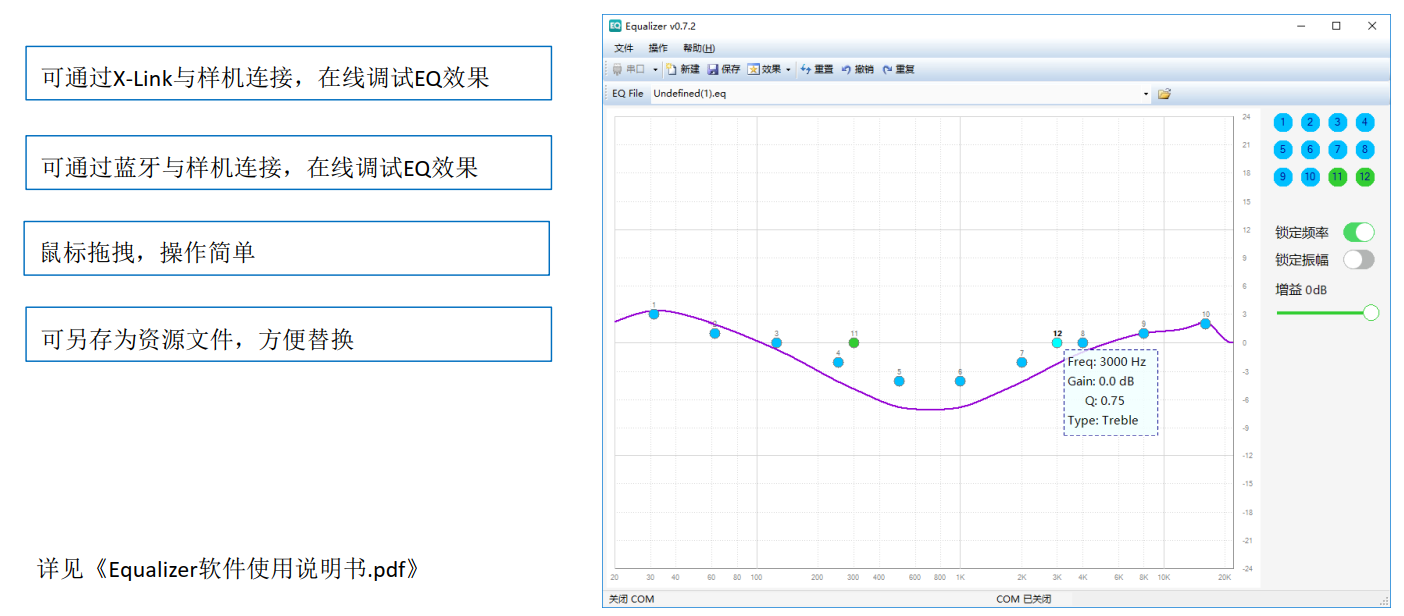 可通过X-Link与样机连接，在线调试EQ效果
可通过蓝牙与样机连接，在线调试EQ效果
鼠标拖拽，操作简单
可另存为资源文件，方便替换
详见《Equalizer软件使用说明书.pdf》
EQ Equalizer v0.7.2
文件 操作 帮助(H)
串口 新建 保存 效果 重置 撤销 重复
EQ File Undefined(1).eq
24
21
18
15
12
9
6
3
0
-3
-6
-9
-12
-15
-18
-21
-24
1 2 3 4 5 6 7 12 8 9 10 11
Freq: 3000 Hz
Gain: 0.0 dB
Q: 0.75
Type: Treble
20 30 40 60 80 100 200 300 400 600 800 1K 2K 3K 4K 6K 8K 10K 20K
1 2 3 4
5 6 7 8
9 10 11 12
锁定频率
锁定振幅
增益 0dB
关闭 COM COM 已关闭